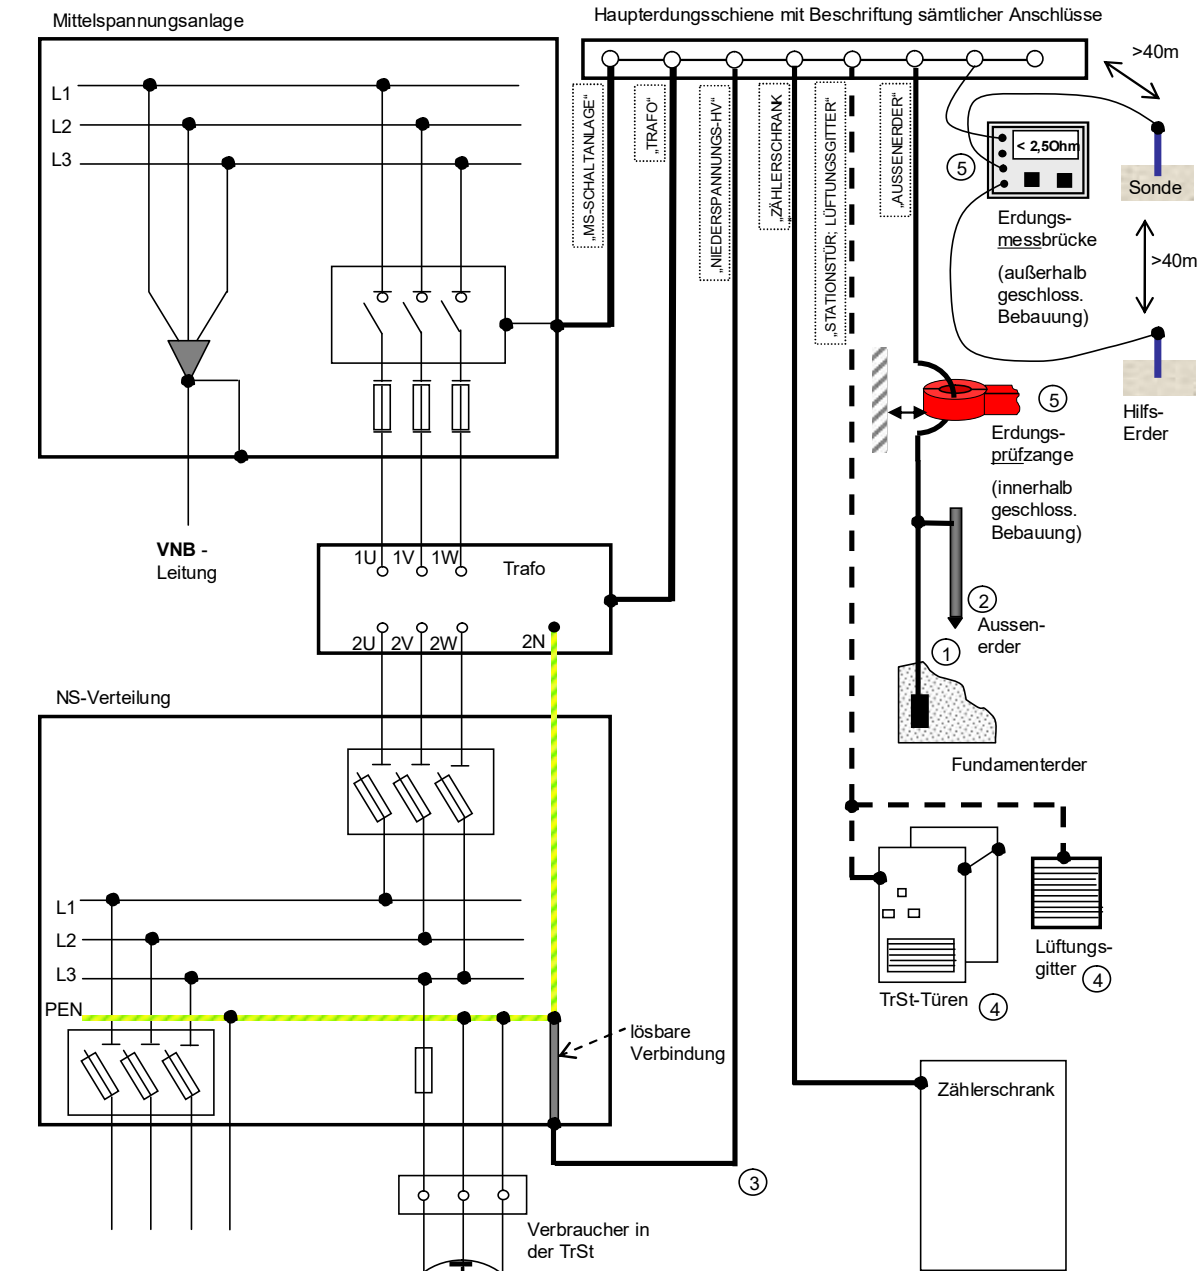 Mittelspannungsanlage
Haupterdungsschiene mit Beschriftung sämtlicher Anschlüsse
>40m
L1
L2
L3
„MS-SCHALTANLAGE“
„TRAFO“
„NIEDERSPANNUNGS-HV“
„ZÄHLERSCHRANK“
„STATIONSTÜR; LÜFTUNGSGITTER“
„AUSSENERDER“
< 2,5Ohm
5
Sonde
Erdungs-
messbrücke
(außerhalb
geschloss.
Bebauung)
>40m
Hilfs-
Erder
5
Erdungs-
prüfzange
(innerhalb
geschloss.
Bebauung)
VNB -
Leitung
1U 1V 1W
Trafo
2U 2V 2W
2N
2
Aussen-
erder
1
Fundamenterder
NS-Verteilung
L1
L2
L3
PEN
lösbare
Verbindung
Lüftungs-
gitter 4
TrSt-Türen 4
Zählerschrank
3
Verbraucher in
der TrSt